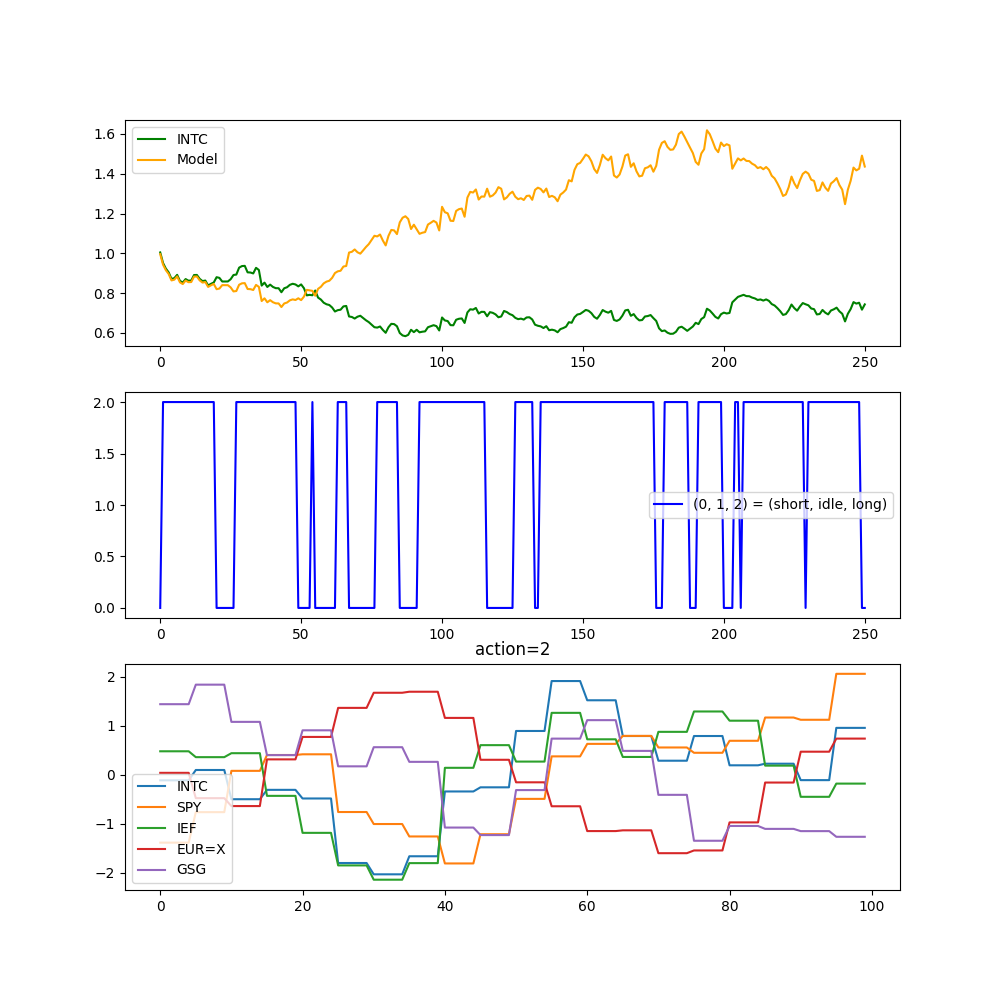 1.6
1.4
1.2
1.0
0.8
0.6
INTC
Model
0 50 100 150 200 250
2.0
1.5
1.0
0.5
0.0
(0, 1, 2) = (short, idle, long)
0 50 100 150 200 250
action=2
2
1
0
−1
−2
INTC
SPY
IEF
EUR=X
GSG
0 20 40 60 80 100